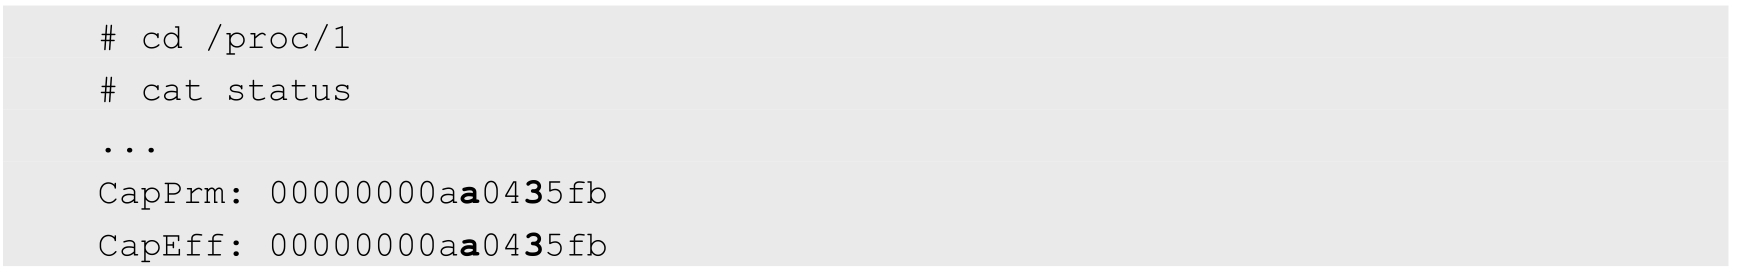 # cd /proc/1
# cat status
...
CapPrm: 00000000aa0435fb
CapEff: 00000000aa0435fb